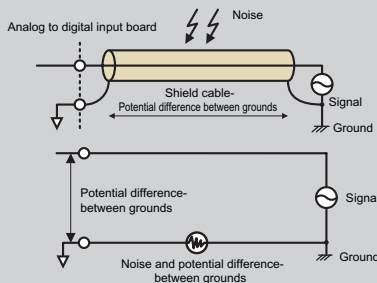 Noise
Analog to digital input board
Shield cable-
Potential difference between grounds
Signal
Ground
Potential difference-
between grounds
Signal
Ground
Noise and potential difference-
between grounds